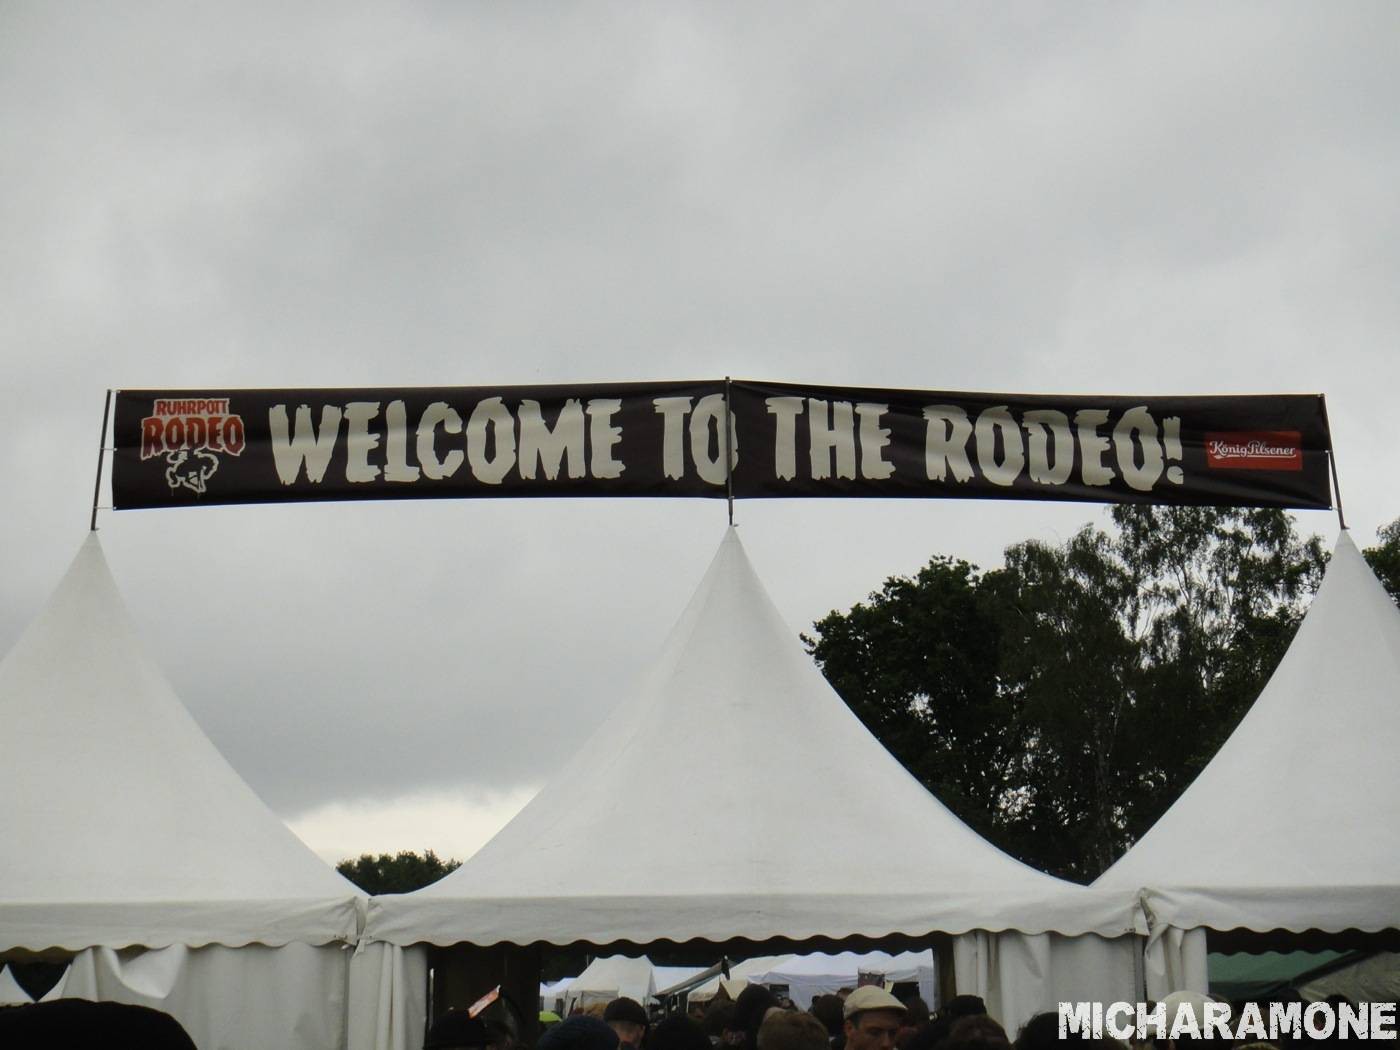 RUHRPOTT
RODEO
WELCOME TO THE RODEO!
König Pilsener
MICHARAMONE